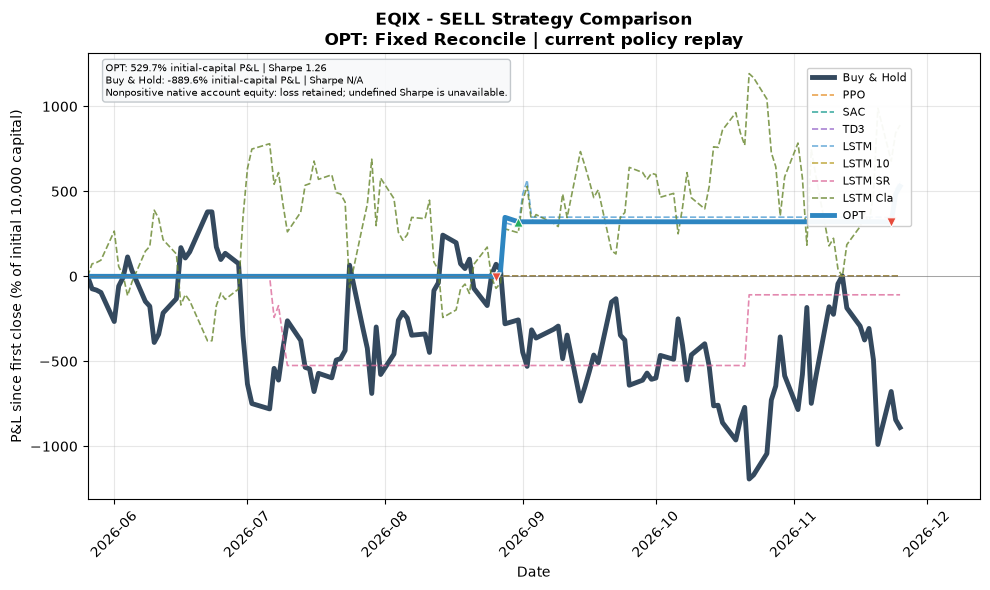 EQIX - SELL Strategy Comparison
OPT: Fixed Reconcile | current policy replay
OPT: 529.7% initial-capital P&L | Sharpe 1.26
Buy & Hold: -889.6% initial-capital P&L | Sharpe N/A
Nonpositive native account equity: loss retained; undefined Sharpe is unavailable.
Buy & Hold
PPO
SAC
TD3
LSTM
LSTM 10
LSTM SR
LSTM Cla
OPT
P&L since first close (% of initial 10,000 capital)
1000
500
0
−500
−1000
2026-06
2026-07
2026-08
2026-09
2026-10
2026-11
2026-12
Date